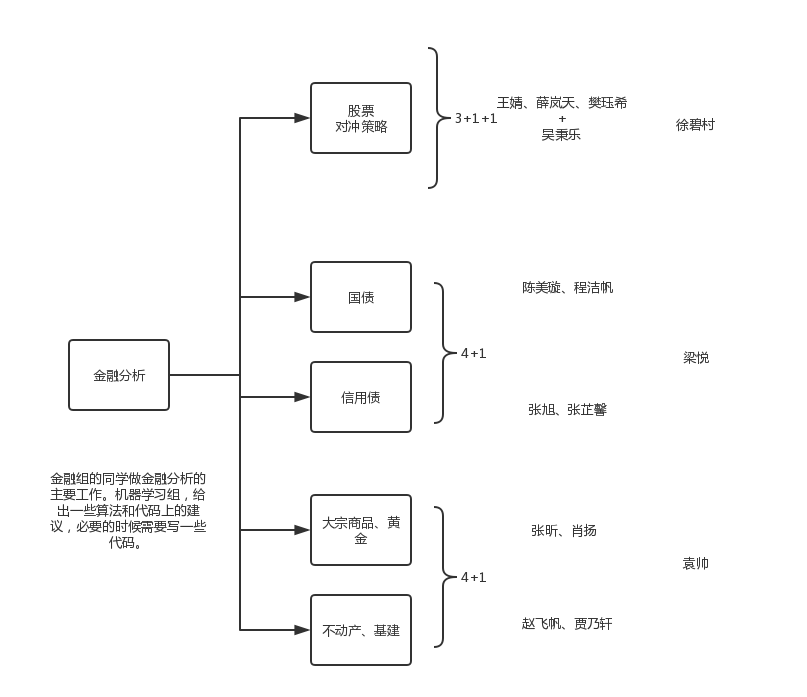 股票
对冲策略
3+1+1
王婧、薛岚天、樊珏希
+
吴秉乐
徐碧村
国债
陈美璇、程洁帆
4+1
梁悦
金融分析
信用债
张旭、张芷馨
金融组的同学做金融分析的
主要工作。机器学习组，给
出一些算法和代码上的建
议，必要的时候需要写一些
代码。
大宗商品、黄
金
张昕、肖扬
4+1
袁帅
不动产、基建
赵飞帆、贾乃轩